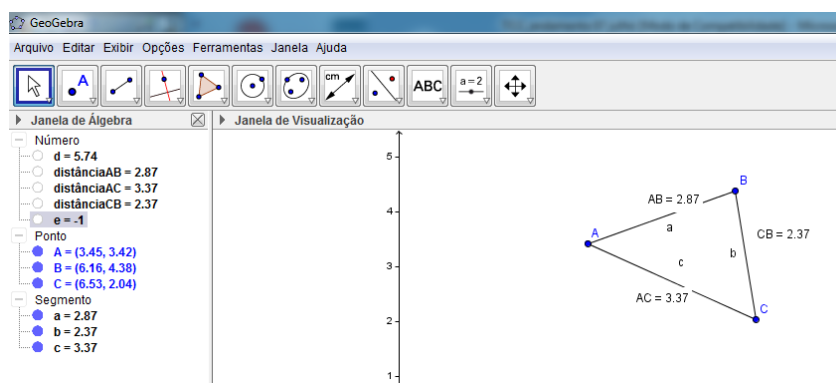 GeoGebra
Arquivo Editar Exibir Opções Ferramentas Janela Ajuda
A
cm
ABC
a=2
Janela de Álgebra
Janela de Visualização
Número
d = 5.74
distânciaAB = 2.87
distânciaAC = 3.37
distânciaCB = 2.37
e = -1
Ponto
A = (3.45, 3.42)
B = (6.16, 4.38)
C = (6.53, 2.04)
Segmento
a = 2.87
b = 2.37
c = 3.37
5
4
3
2
1
B
AB = 2.87
A
a
CB = 2.37
b
c
AC = 3.37
C